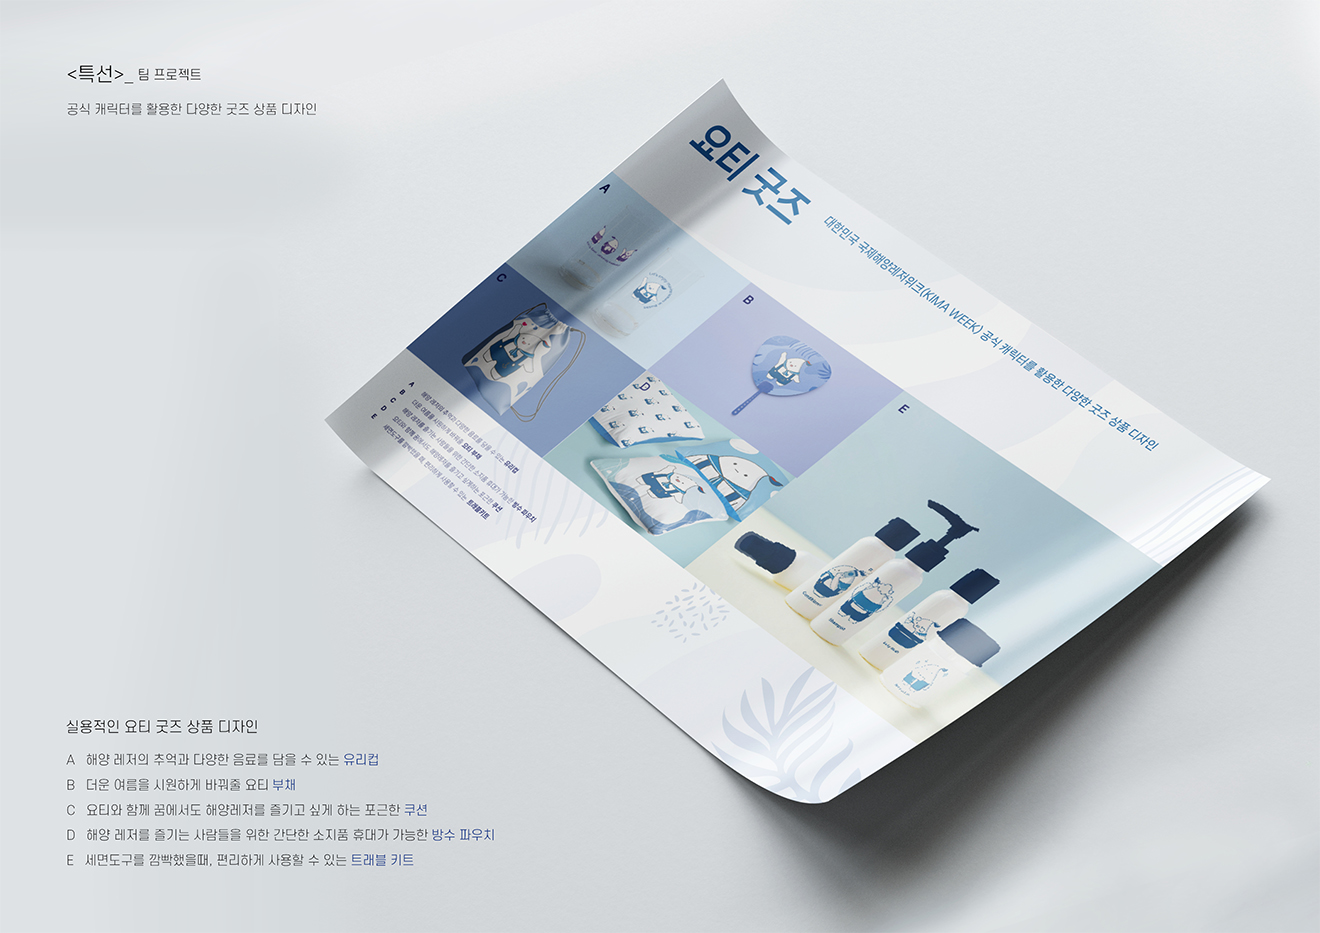 <특선>_ 팀 프로젝트
공식 캐릭터를 활용한 다양한 굿즈 상품 디자인
요티 굿즈
대한민국 국제해양레저위크(KIMA WEEK) 공식 캐릭터를 활용한 다양한 굿즈 상품 디자인
A
B
C
D
E
A 해양 레저의 추억과 다양한 음료를 담을 수 있는 유리컵
B 더운 여름을 시원하게 바꿔줄 요티 부채
C 해양 레저를 즐기는 사람들을 위한 간단한 소지품 휴대가 가능한 방수 파우치
D 요티와 함께 꿈에서도 해양레저를 즐기고 싶게하는 포근한 쿠션
E 세면도구를 깜빡했을 때, 편리하게 사용할 수 있는 트래블키트
Conditioner
Shampoo
Body Wash
실용적인 요티 굿즈 상품 디자인
A 해양 레저의 추억과 다양한 음료를 담을 수 있는 유리컵
B 더운 여름을 시원하게 바꿔줄 요티 부채
C 요티와 함께 꿈에서도 해양레저를 즐기고 싶게 하는 포근한 쿠션
D 해양 레저를 즐기는 사람들을 위한 간단한 소지품 휴대가 가능한 방수 파우치
E 세면도구를 깜빡했을때, 편리하게 사용할 수 있는 트래블 키트